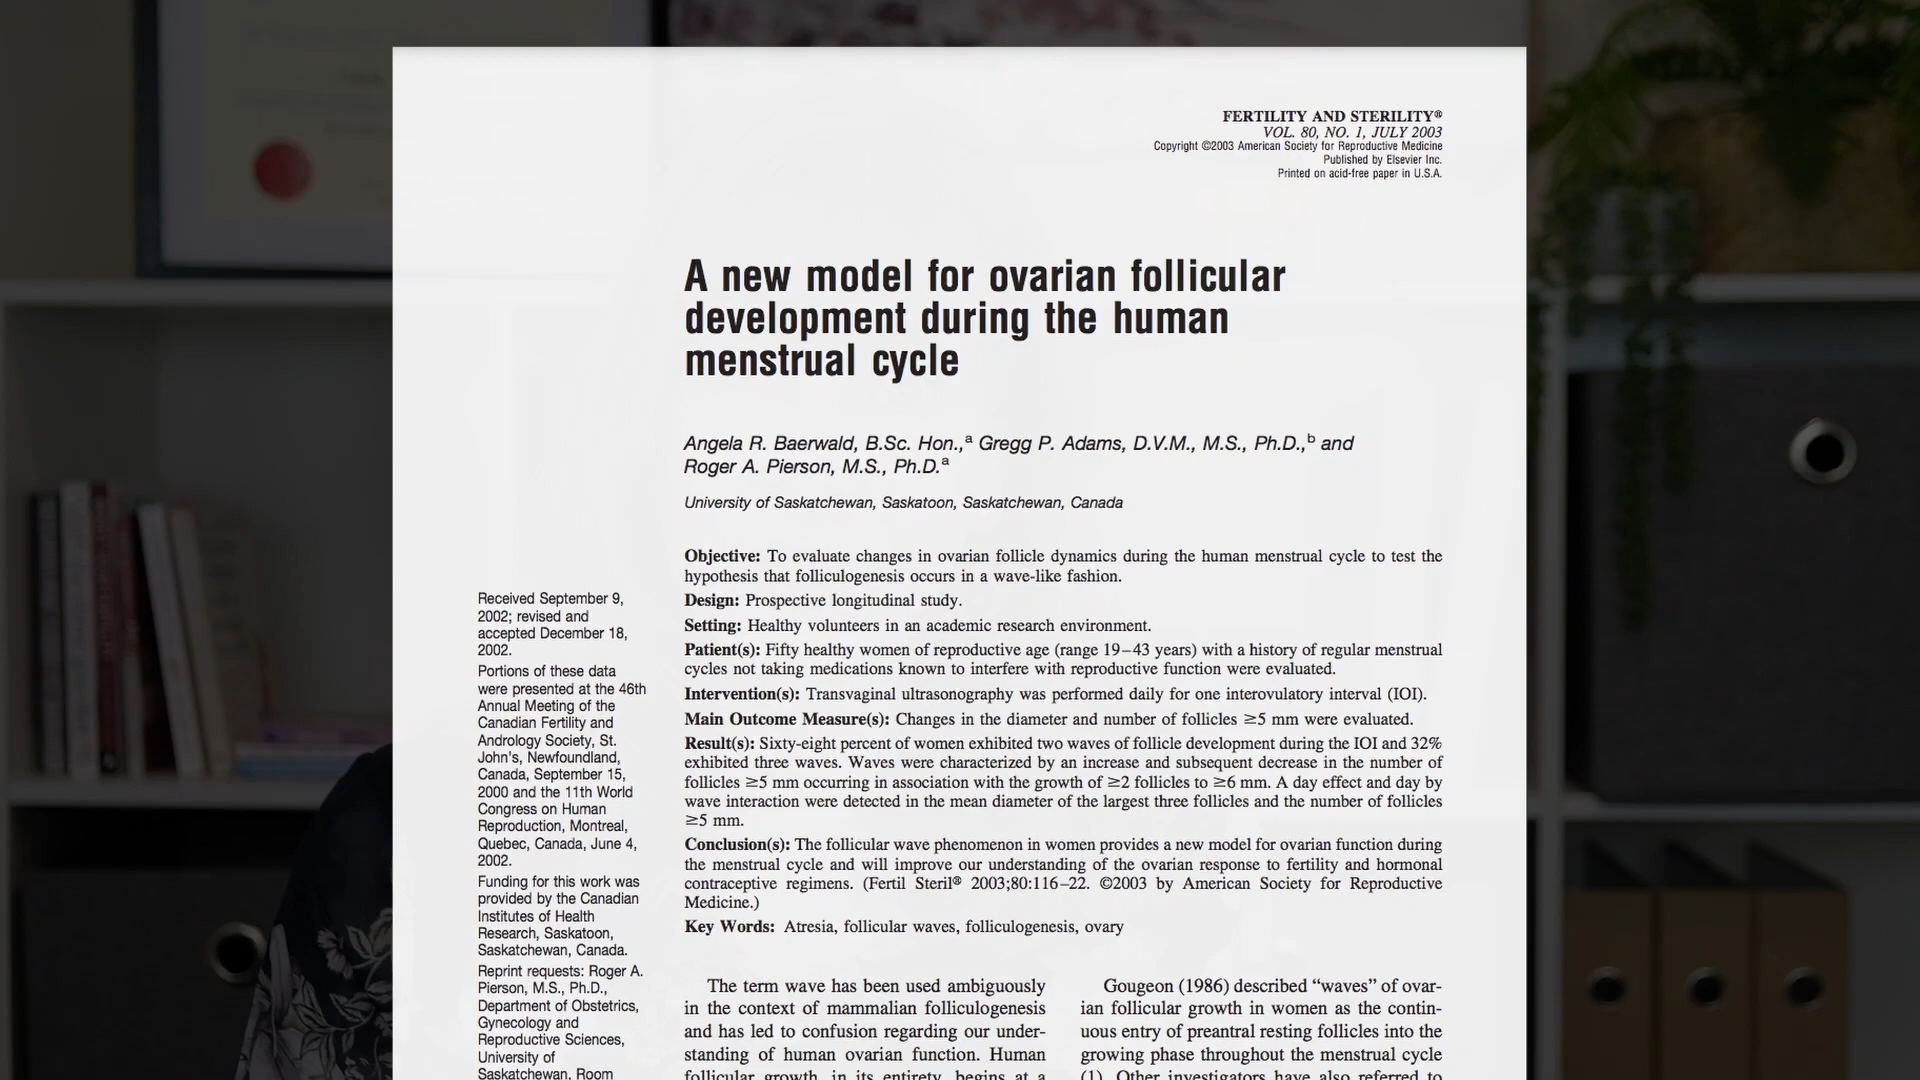 FERTILITY AND STERILITY®
VOL. 80, NO. 1, JULY 2003
Copyright ©2003 American Society for Reproductive Medicine
Published by Elsevier Inc.
Printed on acid-free paper in U.S.A.
A new model for ovarian follicular
development during the human
menstrual cycle
Angela R. Baerwald, B.Sc. Hon.,ᵃ Gregg P. Adams, D.V.M., M.S., Ph.D.,ᵇ and
Roger A. Pierson, M.S., Ph.D.ᵃ
University of Saskatchewan, Saskatoon, Saskatchewan, Canada
Objective: To evaluate changes in ovarian follicle dynamics during the human menstrual cycle to test the
hypothesis that folliculogenesis occurs in a wave-like fashion.
Design: Prospective longitudinal study.
Setting: Healthy volunteers in an academic research environment.
Patient(s): Fifty healthy women of reproductive age (range 19–43 years) with a history of regular menstrual
cycles not taking medications known to interfere with reproductive function were evaluated.
Intervention(s): Transvaginal ultrasonography was performed daily for one interovulatory interval (IOI).
Main Outcome Measure(s): Changes in the diameter and number of follicles ≥5 mm were evaluated.
Result(s): Sixty-eight percent of women exhibited two waves of follicle development during the IOI and 32%
exhibited three waves. Waves were characterized by an increase and subsequent decrease in the number of
follicles ≥5 mm occurring in association with the growth of ≥2 follicles to ≥6 mm. A day effect and day by
wave interaction were detected in the mean diameter of the largest three follicles and the number of follicles
≥5 mm.
Conclusion(s): The follicular wave phenomenon in women provides a new model for ovarian function during
the menstrual cycle and will improve our understanding of the ovarian response to fertility and hormonal
contraceptive regimens. (Fertil Steril® 2003;80:116–22. ©2003 by American Society for Reproductive
Medicine.)
Key Words: Atresia, follicular waves, folliculogenesis, ovary
Received September 9,
2002; revised and
accepted December 18,
2002.
Portions of these data
were presented at the 46th
Annual Meeting of the
Canadian Fertility and
Andrology Society, St.
John's, Newfoundland,
Canada, September 15,
2000 and the 11th World
Congress on Human
Reproduction, Montreal,
Quebec, Canada, June 4,
2002.
Funding for this work was
provided by the Canadian
Institutes of Health
Research, Saskatoon,
Saskatchewan, Canada.
Reprint requests: Roger A.
Pierson, M.S., Ph.D.,
Department of Obstetrics,
Gynecology and
Reproductive Sciences,
University of
Saskatchewan, Room
The term wave has been used ambiguously
in the context of mammalian folliculogenesis
and has led to confusion regarding our under-
standing of human ovarian function. Human
follicular growth, in its entirety, begins at a
Gougeon (1986) described “waves” of ovar-
ian follicular growth in women as the contin-
uous entry of preantral resting follicles into the
growing phase throughout the menstrual cycle
(1). Other investigators have also referred to